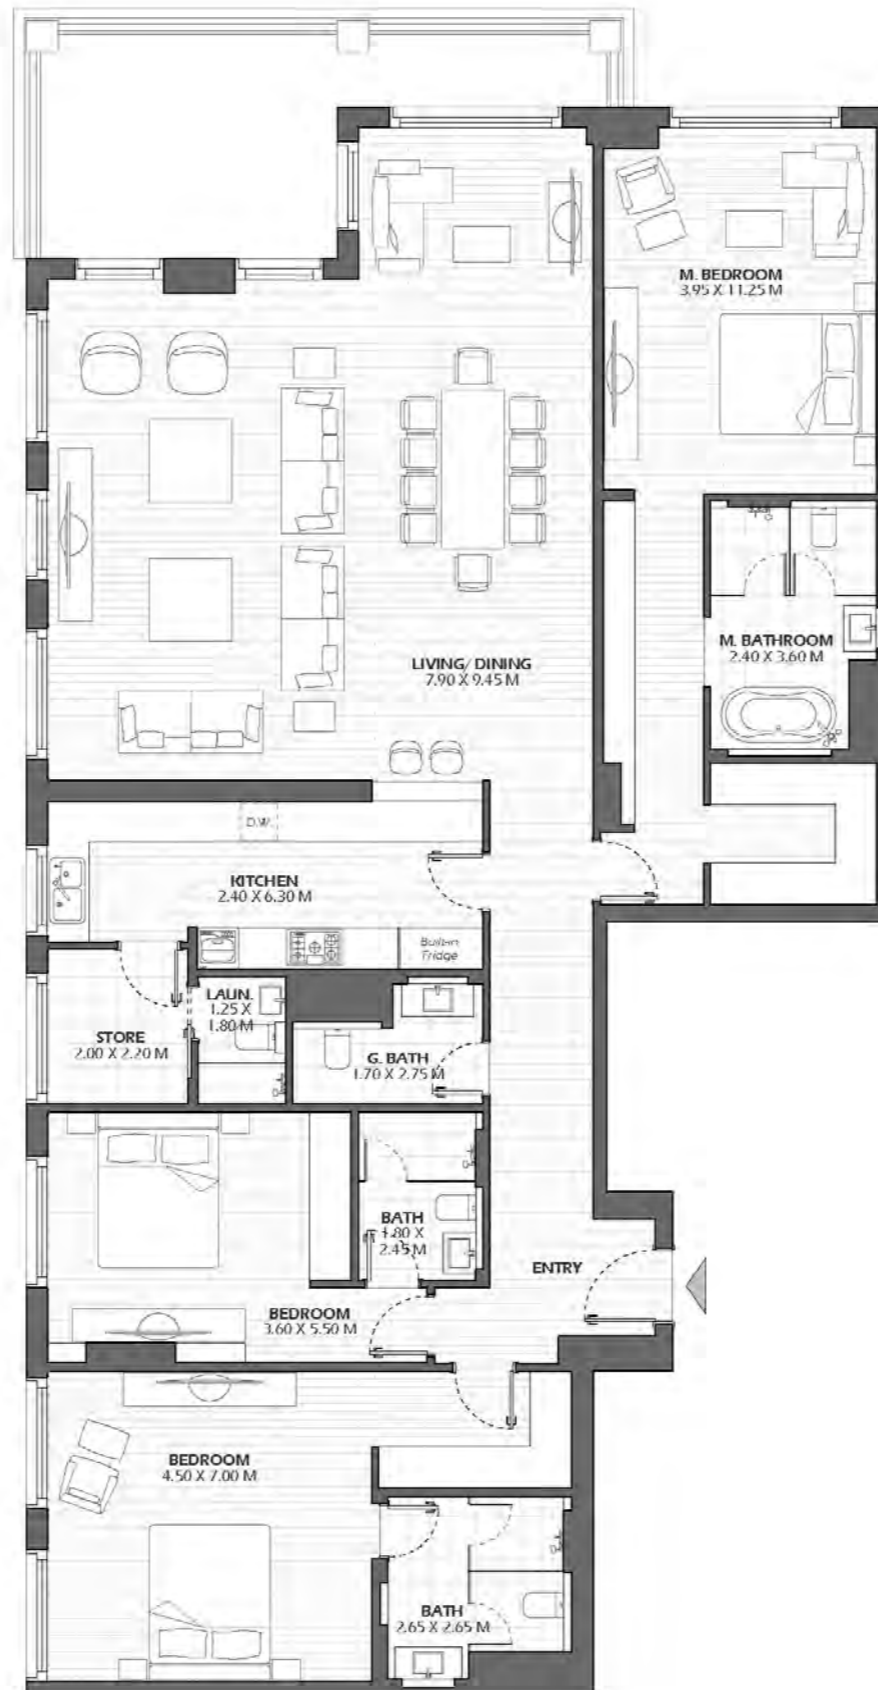 M. BEDROOM
3.95 X 11.25 M
M. BATHROOM
2.40 X 3.60 M
LIVING/ DINING
7.90 X 9.45 M
D.W.
KITCHEN
2.40 X 6.30 M
Built-in
Fridge
LAUN.
1.25 X
1.80 M
STORE
2.00 X 2.20 M
G. BATH
1.70 X 2.75 M
BATH
1.80 X
2.45 M
ENTRY
BEDROOM
3.60 X 5.50 M
BEDROOM
4.50 X 7.00 M
BATH
2.65 X 2.65 M